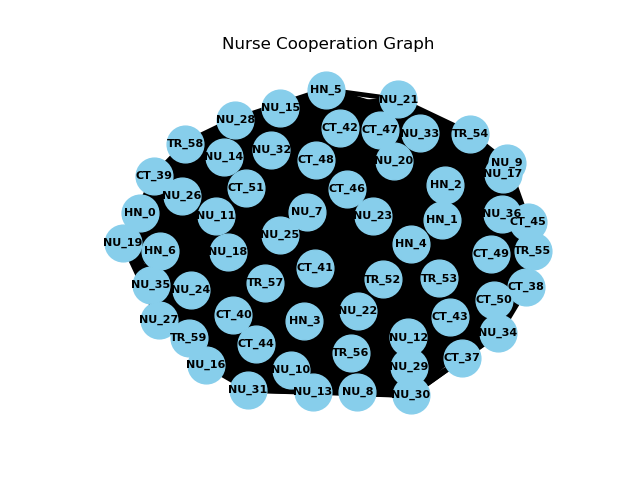 Nurse Cooperation Graph
HN_5
NU_21
NU_15
NU_28
CT_42
CT_47
NU_33
TR_54
TR_58
NU_32
NU_14
CT_48
NU_20
NU_9
NU_17
CT_39
CT_51
CT_46
HN_2
NU_26
HN_0
NU_11
NU_7
NU_23
HN_1
NU_36
CT_45
NU_19
HN_6
NU_18
NU_25
HN_4
CT_49
TR_55
CT_41
NU_35
NU_24
TR_57
TR_52
TR_53
CT_38
CT_50
NU_27
CT_40
HN_3
NU_22
CT_43
NU_34
TR_59
CT_44
TR_56
NU_12
CT_37
NU_16
NU_10
NU_29
NU_31
NU_13
NU_8
NU_30